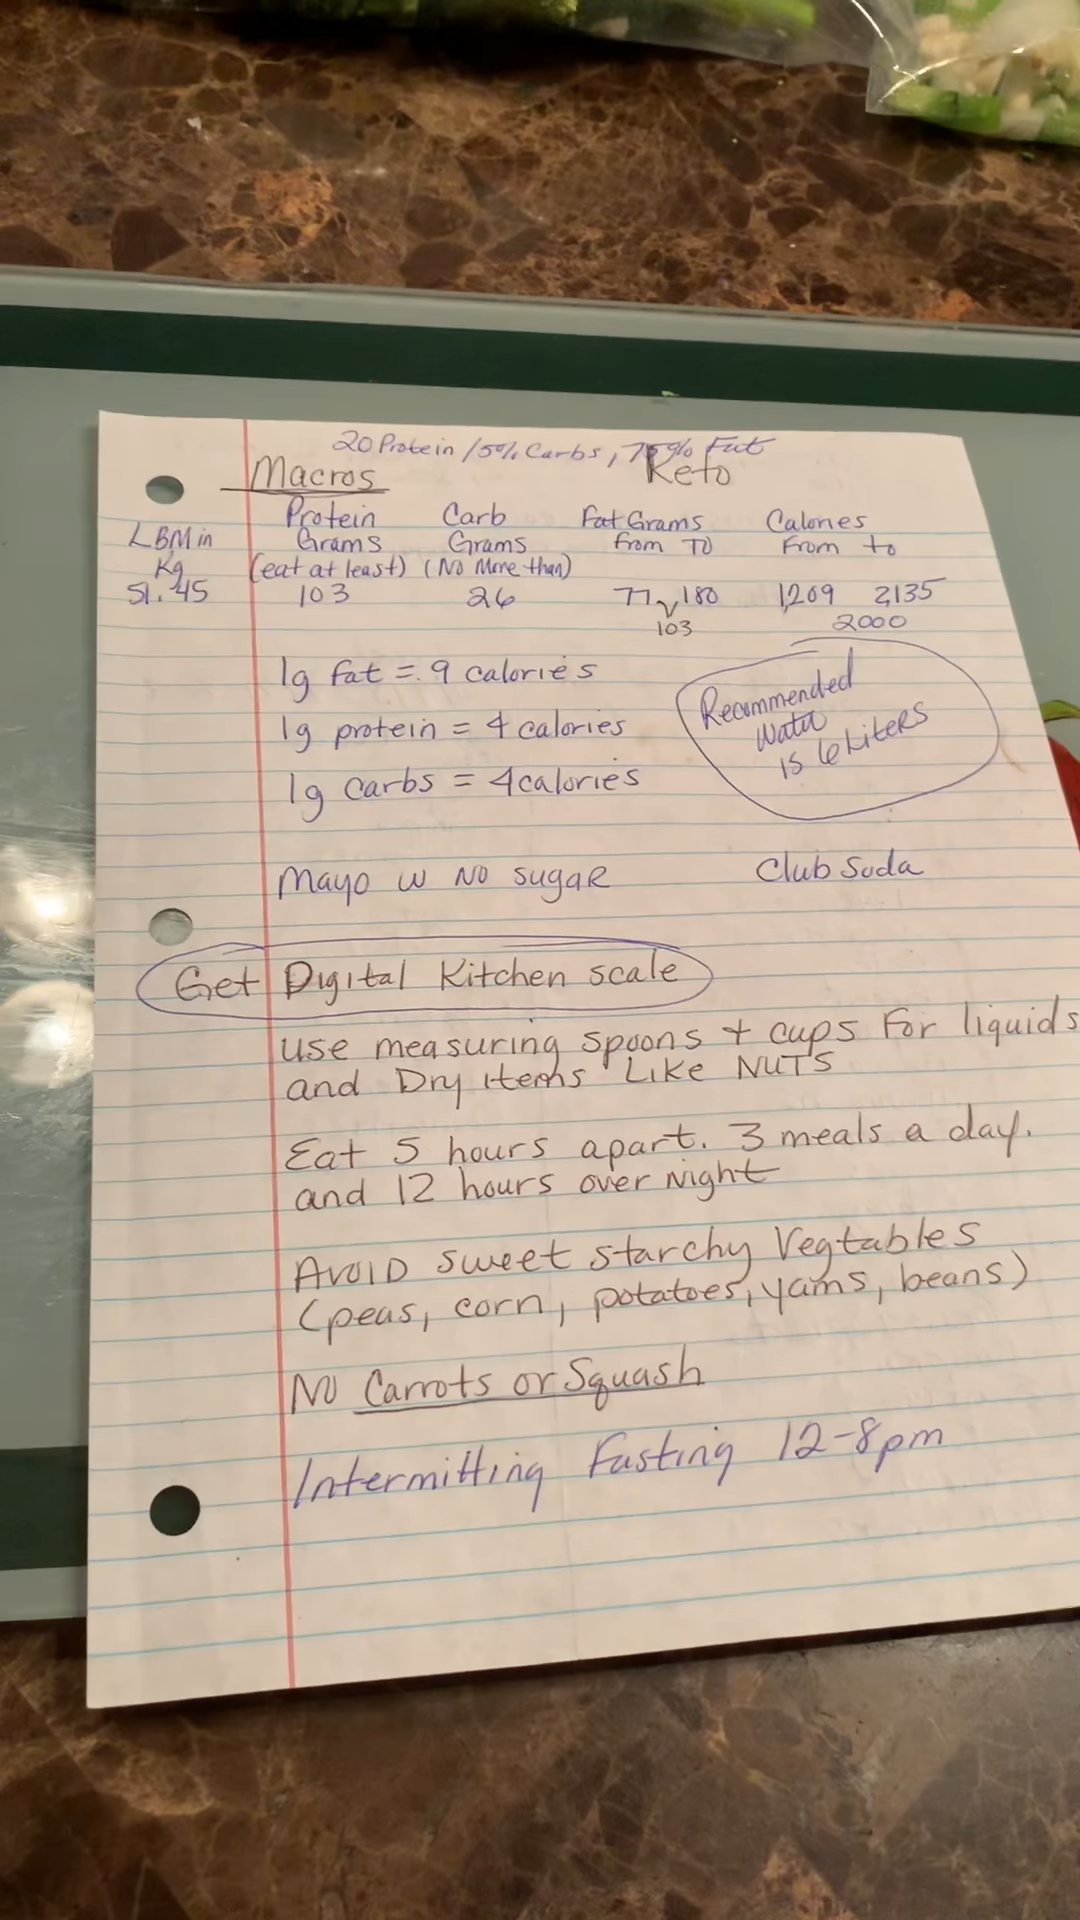 20 Protein /5% Carbs, 75% Fat
Macros Keto
Protein Carb Fat Grams Calories
LBM in Grams Grams From To From to
Kg (eat at least) (No More than)
51.45 103 26 77 180 1,209 2,135
103 2000
1g fat = 9 calories
1g protein = 4 calories
1g carbs = 4 calories
Recommended
Water
is 6 Liters
Mayo w No sugar Club Soda
Get Digital Kitchen scale
use measuring spoons + cups For liquids
and Dry items Like NUTS
Eat 5 hours apart. 3 meals a day.
and 12 hours over Night
AVOID sweet starchy Vegtables
(peas, corn, potatoes, yams, beans)
NO Carrots or Squash
Intermitting Fasting 12-8pm